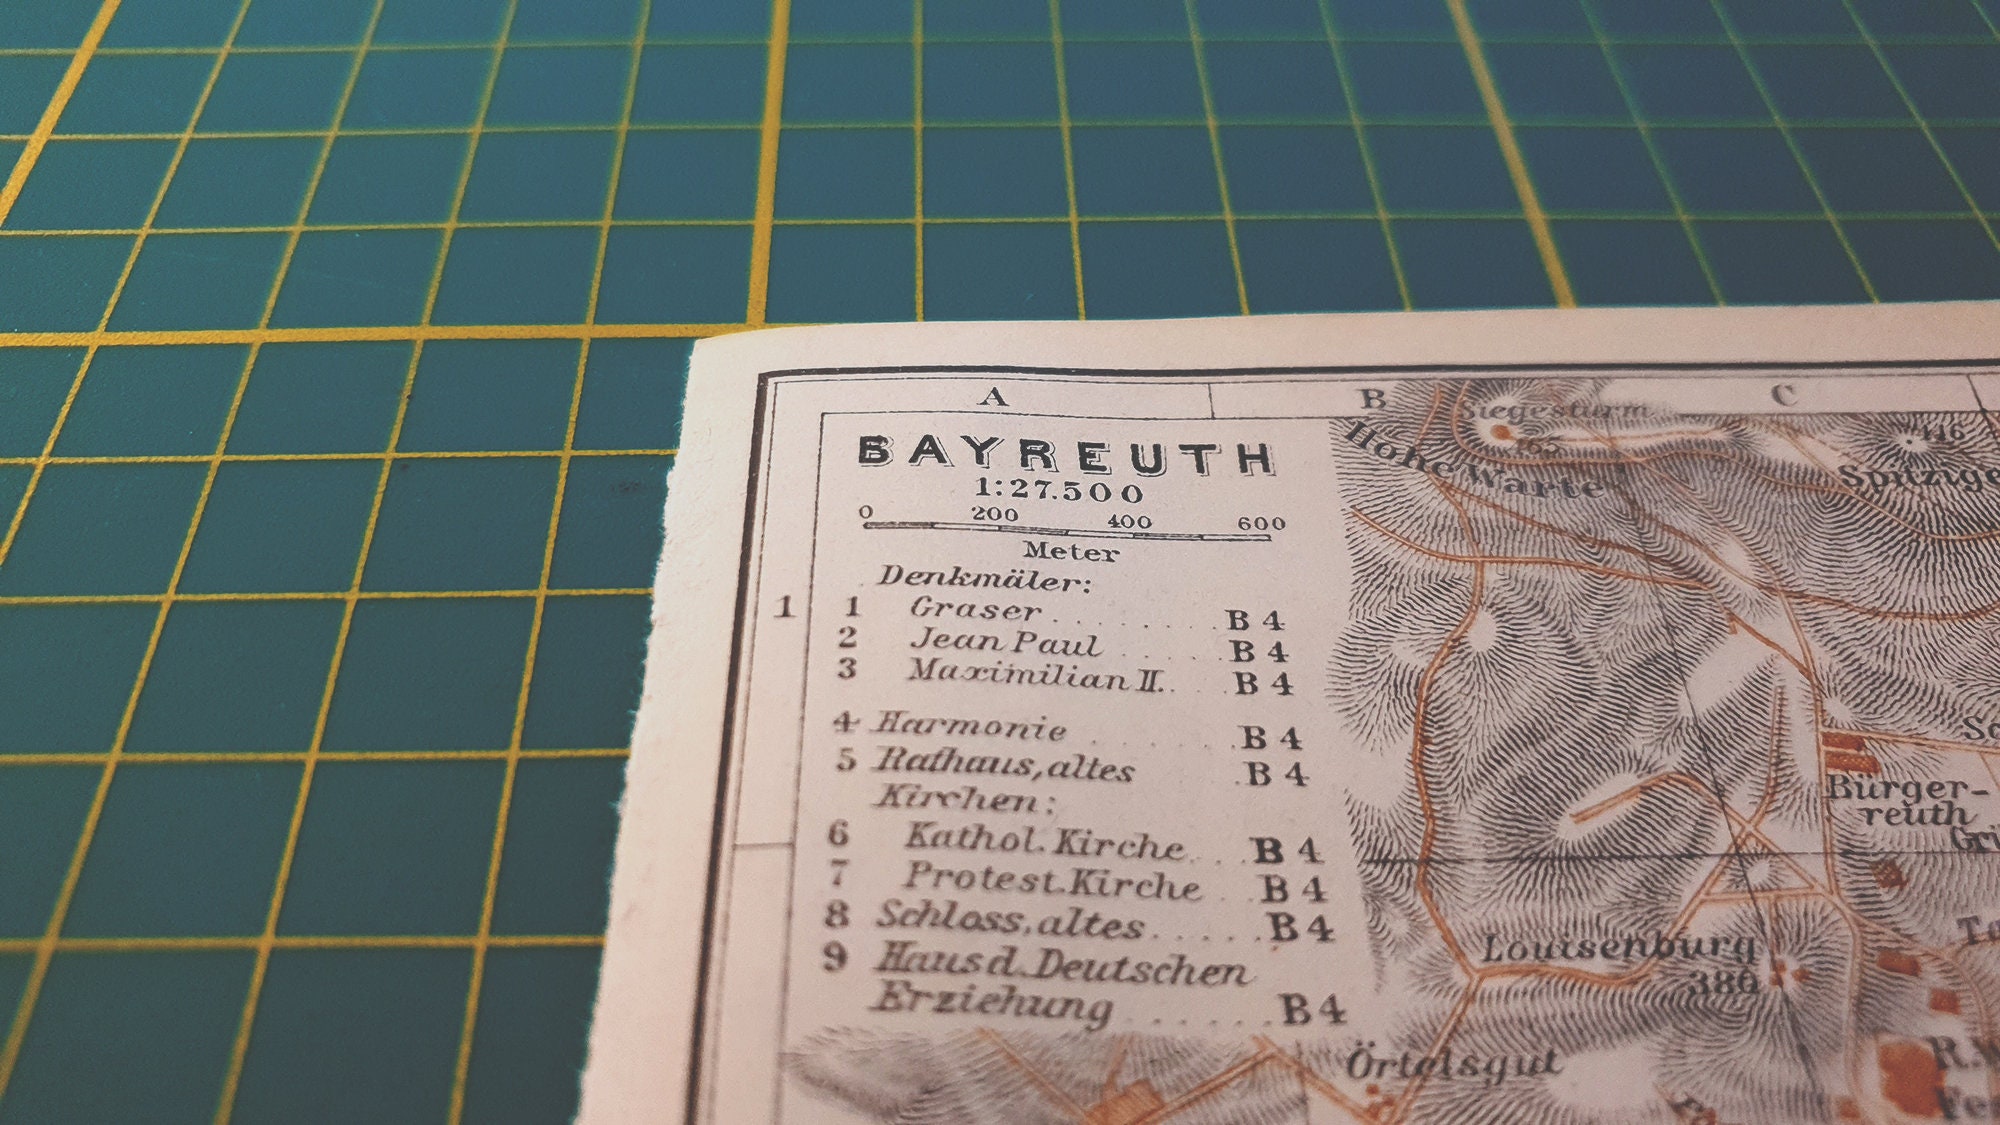 A B C
BAYREUTH
1:27.500
0 200 400 600
Meter
Denkmäler:
1
1 Graser . . . . . . . . B 4
2 Jean Paul . . . . . B 4
3 Maximilian II. . . . B 4
4 Harmonie . . . . . . B 4
5 Rathaus, altes . B 4
Kirchen:
6 Kathol. Kirche . . . B 4
7 Protest. Kirche . . B 4
8 Schloss, altes . . . . . B 4
9 Haus d. Deutschen
Erziehung . . . . . . B 4
Siegesturm
465
Hohe Warte
446
Bürger-
reuth
Louisenburg
380
Örtelsgut